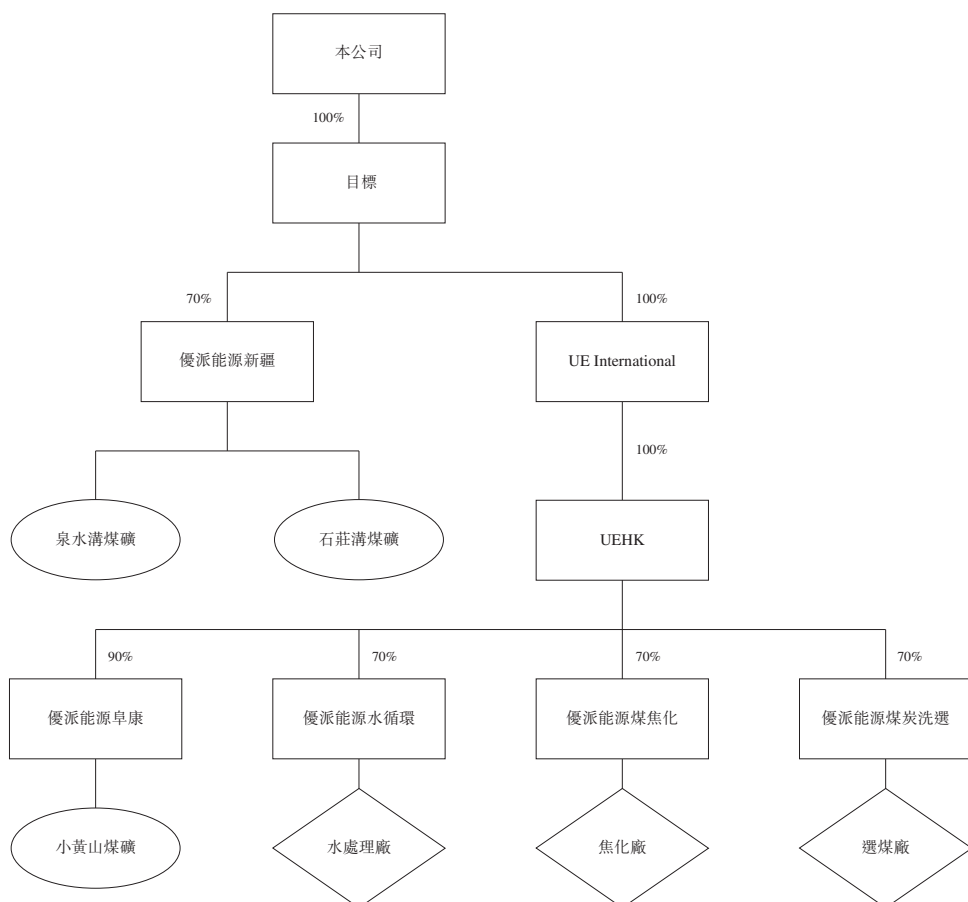 本公司
100%
目標
70%
100%
優派能源新疆
UE International
100%
泉水溝煤礦
石莊溝煤礦
UEHK
90%
70%
70%
70%
優派能源阜康
優派能源水循環
優派能源煤焦化
優派能源煤炭洗選
小黃山煤礦
水處理廠
焦化廠
選煤廠